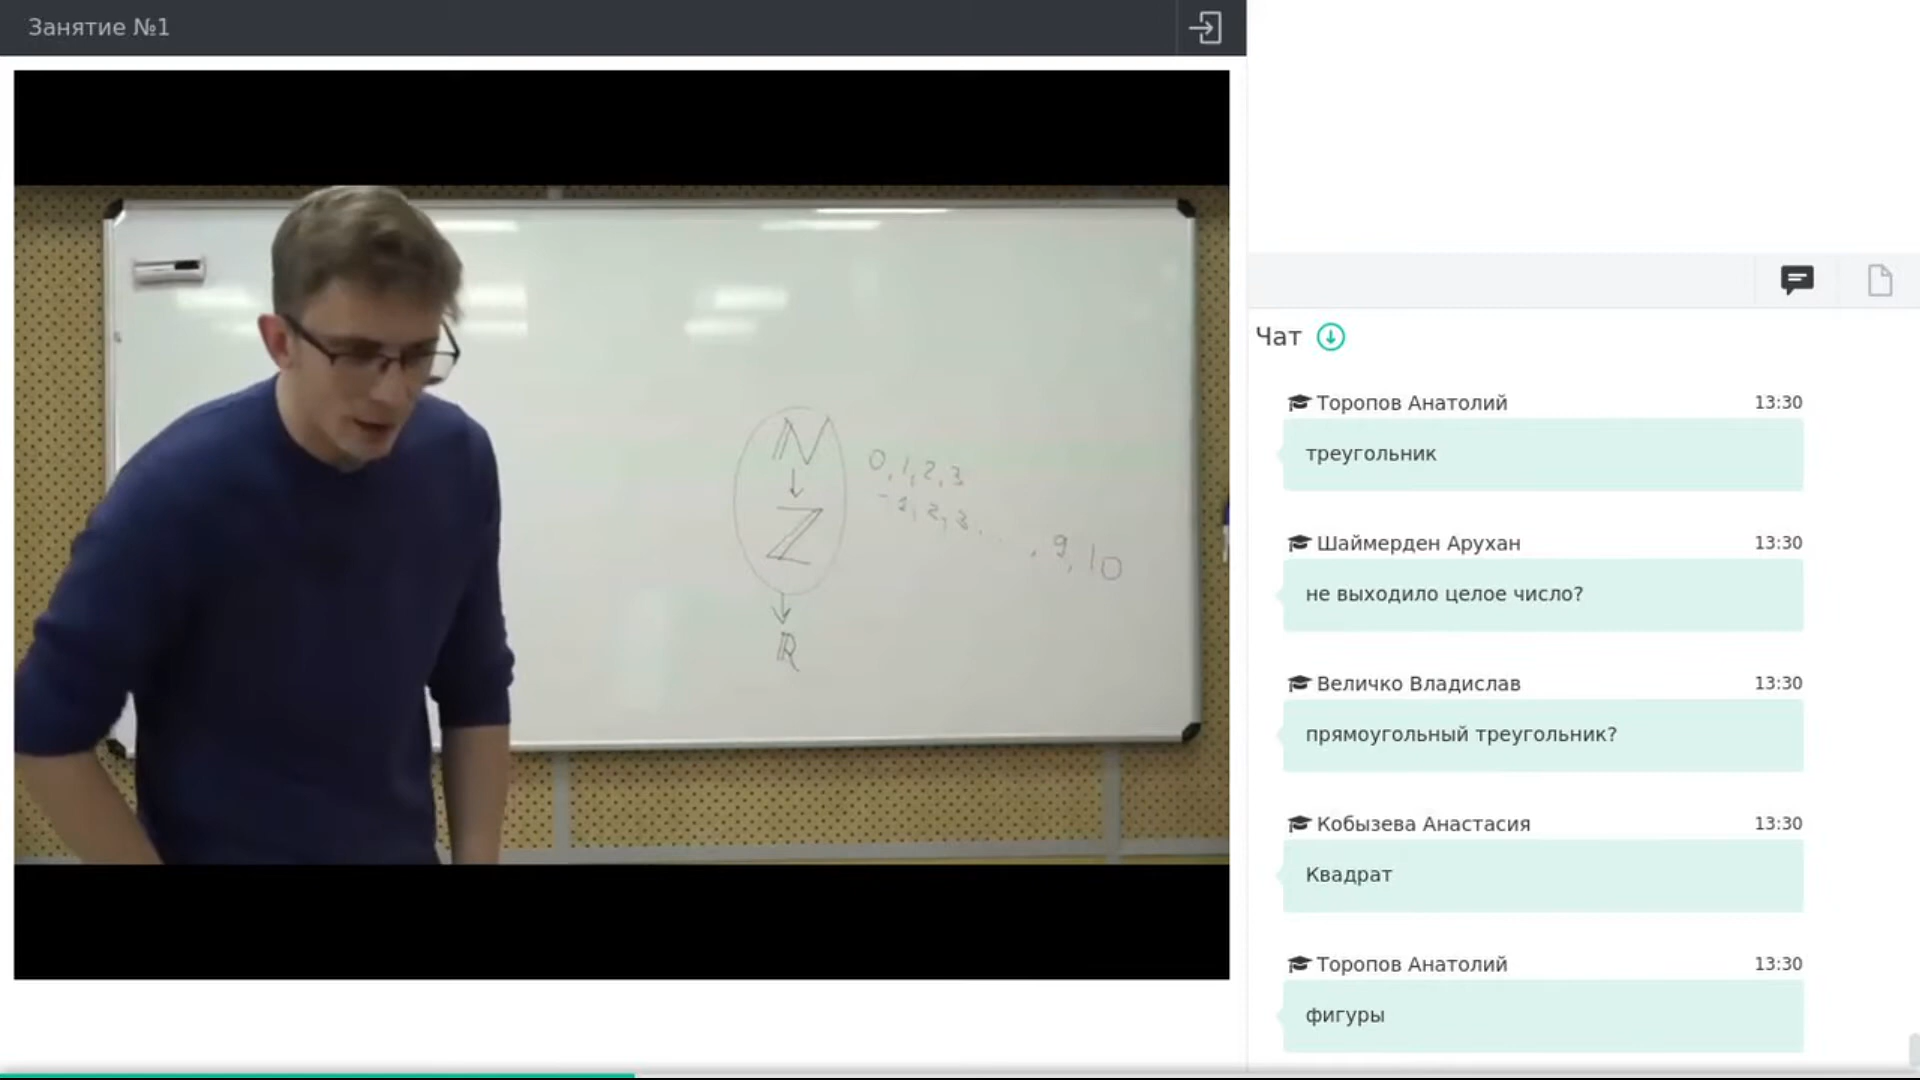 Занятие №1
N
0, 1, 2, 3
-1, 2, 3. . . . , 9, 10
Z
R
Чат
Торопов Анатолий 13:30
треугольник
Шаймерден Арухан 13:30
не выходило целое число?
Величко Владислав 13:30
прямоугольный треугольник?
Кобызева Анастасия 13:30
Квадрат
Торопов Анатолий 13:30
фигуры